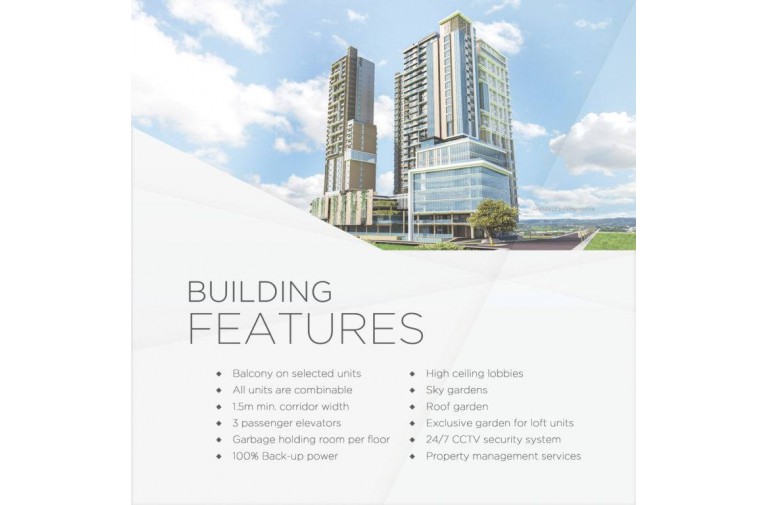 BUILDING
FEATURES
Balcony on selected units
All units are combinable
1.5m min. corridor width
3 passenger elevators
Garbage holding room per floor
100% Back-up power
High ceiling lobbies
Sky gardens
Roof garden
Exclusive garden for loft units
24/7 CCTV security system
Property management services